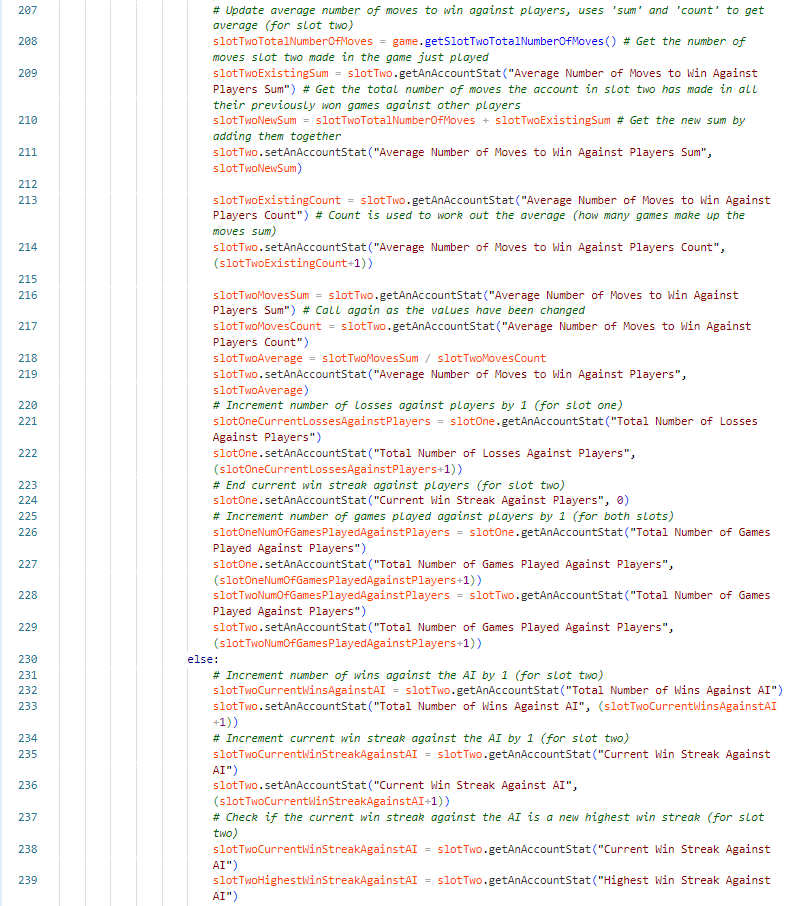 207 # Update average number of moves to win against players, uses 'sum' and 'count' to get
average (for slot two)
208 slotTwoTotalNumberOfMoves = game.getSlotTwoTotalNumberOfMoves() # Get the number of
moves slot two made in the game just played
209 slotTwoExistingSum = slotTwo.getAnAccountStat("Average Number of Moves to Win Against
Players Sum") # Get the total number of moves the account in slot two has made in all
their previously won games against other players
210 slotTwoNewSum = slotTwoTotalNumberOfMoves + slotTwoExistingSum # Get the new sum by
adding them together
211 slotTwo.setAnAccountStat("Average Number of Moves to Win Against Players Sum",
slotTwoNewSum)
212
213 slotTwoExistingCount = slotTwo.getAnAccountStat("Average Number of Moves to Win Against
Players Count") # Count is used to work out the average (how many games make up the
moves sum)
214 slotTwo.setAnAccountStat("Average Number of Moves to Win Against Players Count",
(slotTwoExistingCount+1))
215
216 slotTwoMovesSum = slotTwo.getAnAccountStat("Average Number of Moves to Win Against
Players Sum") # Call again as the values have been changed
217 slotTwoMovesCount = slotTwo.getAnAccountStat("Average Number of Moves to Win Against
Players Count")
218 slotTwoAverage = slotTwoMovesSum / slotTwoMovesCount
219 slotTwo.setAnAccountStat("Average Number of Moves to Win Against Players",
slotTwoAverage)
220 # Increment number of losses against players by 1 (for slot one)
221 slotOneCurrentLossesAgainstPlayers = slotOne.getAnAccountStat("Total Number of Losses
Against Players")
222 slotOne.setAnAccountStat("Total Number of Losses Against Players",
(slotOneCurrentLossesAgainstPlayers+1))
223 # End current win streak against players (for slot two)
224 slotOne.setAnAccountStat("Current Win Streak Against Players", 0)
225 # Increment number of games played against players by 1 (for both slots)
226 slotOneNumOfGamesPlayedAgainstPlayers = slotOne.getAnAccountStat("Total Number of Games
Played Against Players")
227 slotOne.setAnAccountStat("Total Number of Games Played Against Players",
(slotOneNumOfGamesPlayedAgainstPlayers+1))
228 slotTwoNumOfGamesPlayedAgainstPlayers = slotTwo.getAnAccountStat("Total Number of Games
Played Against Players")
229 slotTwo.setAnAccountStat("Total Number of Games Played Against Players",
(slotTwoNumOfGamesPlayedAgainstPlayers+1))
230 else:
231 # Increment number of wins against the AI by 1 (for slot two)
232 slotTwoCurrentWinsAgainstAI = slotTwo.getAnAccountStat("Total Number of Wins Against AI")
233 slotTwo.setAnAccountStat("Total Number of Wins Against AI", (slotTwoCurrentWinsAgainstAI
+1))
234 # Increment current win streak against the AI by 1 (for slot two)
235 slotTwoCurrentWinStreakAgainstAI = slotTwo.getAnAccountStat("Current Win Streak Against
AI")
236 slotTwo.setAnAccountStat("Current Win Streak Against AI",
(slotTwoCurrentWinStreakAgainstAI+1))
237 # Check if the current win streak against the AI is a new highest win streak (for slot
two)
238 slotTwoCurrentWinStreakAgainstAI = slotTwo.getAnAccountStat("Current Win Streak Against
AI")
239 slotTwoHighestWinStreakAgainstAI = slotTwo.getAnAccountStat("Highest Win Streak Against
AI")